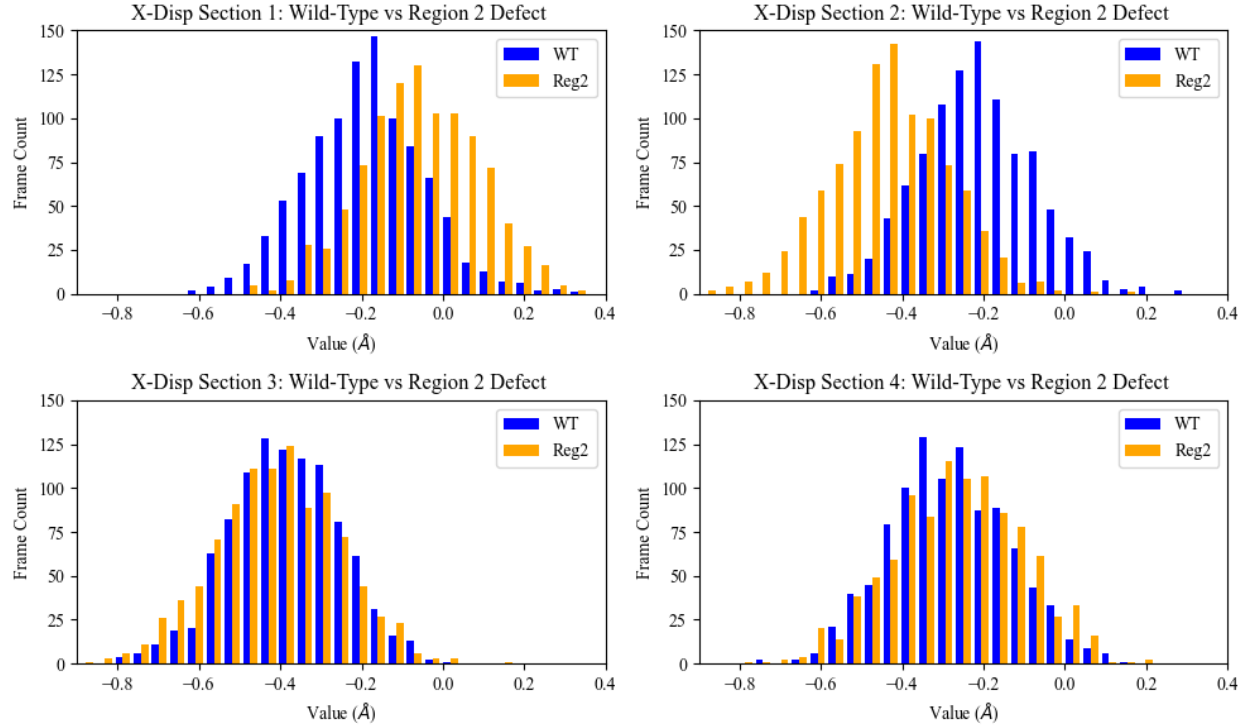 X-Disp Section 1: Wild-Type vs Region 2 Defect
150
125
100
75
50
25
0
Frame Count
WT
Reg2
−0.8 −0.6 −0.4 −0.2 0.0 0.2 0.4
Value (Å)
X-Disp Section 2: Wild-Type vs Region 2 Defect
150
125
100
75
50
25
0
Frame Count
WT
Reg2
−0.8 −0.6 −0.4 −0.2 0.0 0.2 0.4
Value (Å)
X-Disp Section 3: Wild-Type vs Region 2 Defect
150
125
100
75
50
25
0
Frame Count
WT
Reg2
−0.8 −0.6 −0.4 −0.2 0.0 0.2 0.4
Value (Å)
X-Disp Section 4: Wild-Type vs Region 2 Defect
150
125
100
75
50
25
0
Frame Count
WT
Reg2
−0.8 −0.6 −0.4 −0.2 0.0 0.2 0.4
Value (Å)